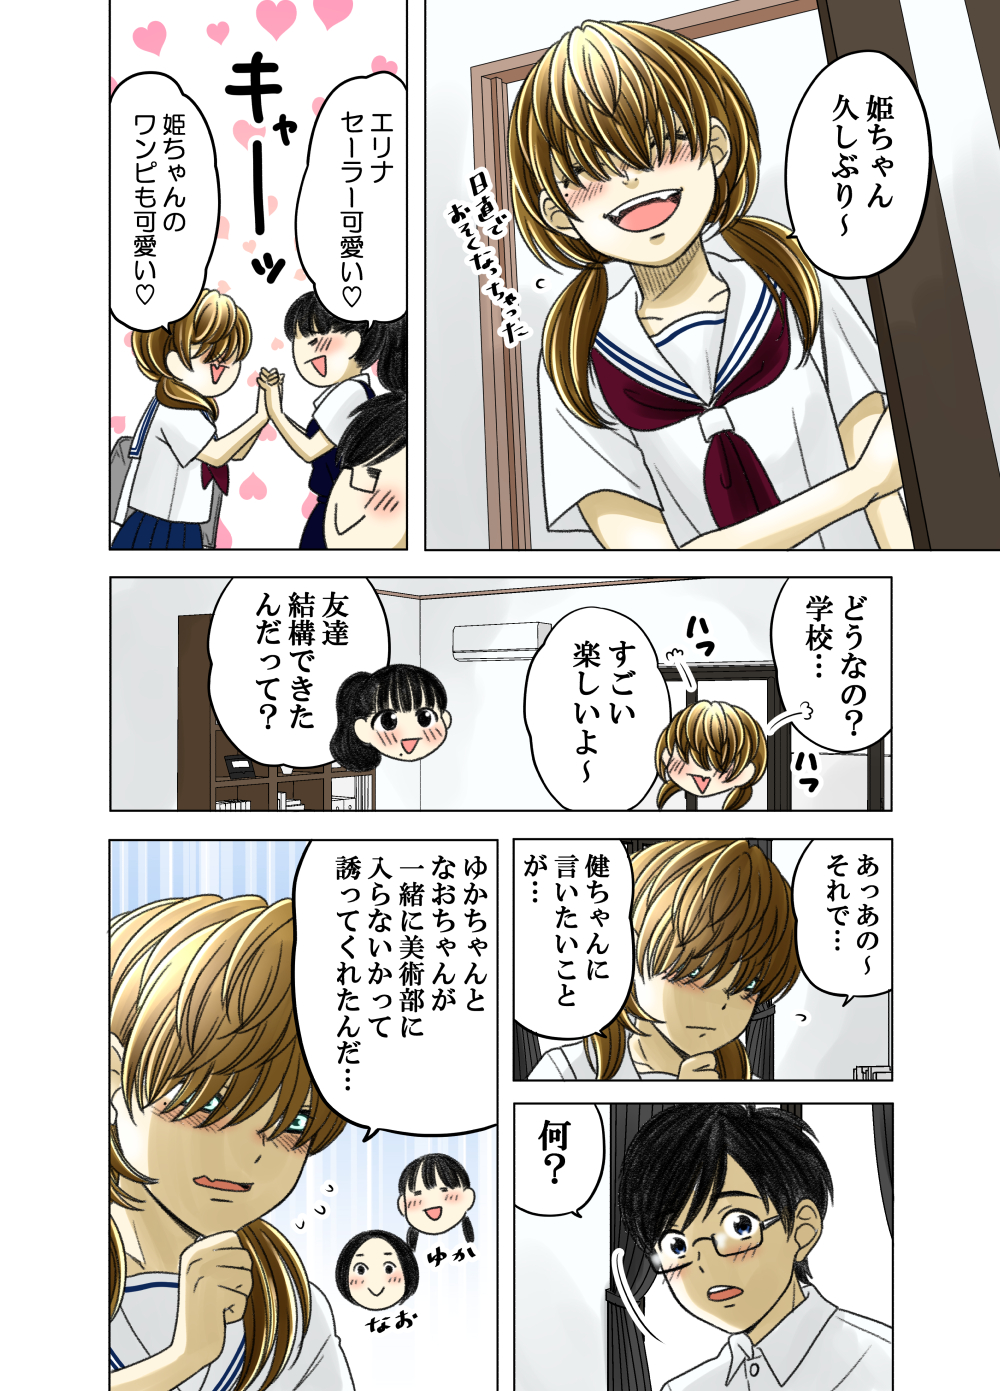 姫ちゃん
久しぶり～
日直で
おそくなっちゃった
エリナ
セーラー可愛い♡
キャーッ
姫ちゃんの
ワンピも可愛い♡
どうなの？
学校…
ハフ
ハフ
すごい
楽しいよ～
友達
結構できた
んだって？
あっあの～
それで…
健ちゃんに
言いたいこと
が…
何？
ゆかちゃんと
なおちゃんが
一緒に美術部に
入らないかって
誘ってくれたんだ…
ゆか
なお